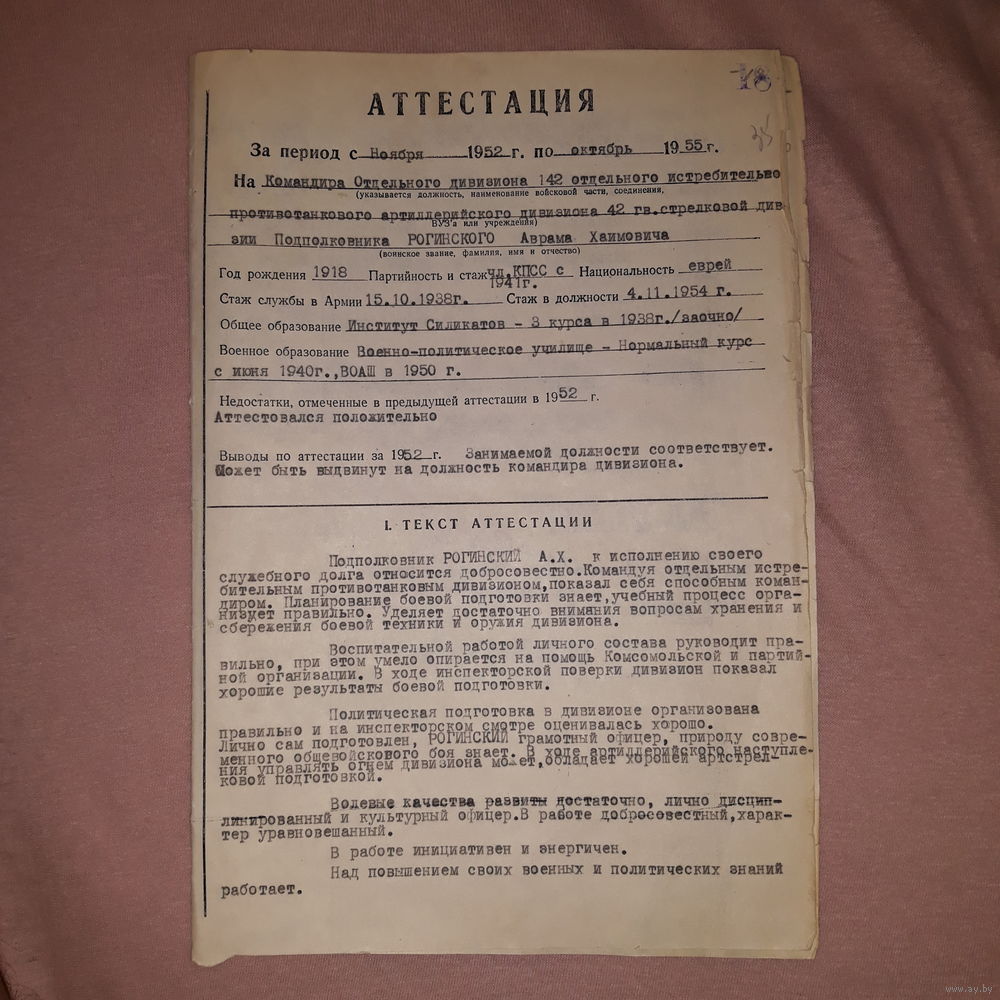 18
35
АТТЕСТАЦИЯ
За период с Ноября 1952 г. по октябрь 1955 г.
На Командира Отдельного дивизиона 142 отдельного истребительно
(указывается должность, наименование войсковой части, соединения,
противотанкового артиллерийского дивизиона 42 гв.стрелковой див
ВУЗ'а или учреждения)
зии Подполковника РОГИНСКОГО Аврама Хаимовича
(воинское звание, фамилия, имя и отчество)
Год рождения 1918 Партийность и стаж чл.КПСС с 1941г. Национальность еврей
Стаж службы в Армии 15.10.1938г. Стаж в должности 4.11.1954 г.
Общее образование Институт Силикатов - 3 курса в 1938г./заочно/
Военное образование Военно-политическое училище - Нормальный курс
с июня 1940г.,ВОАШ в 1950 г.
Недостатки, отмеченные в предыдущей аттестации в 1952 г.
Аттестовался положительно
Выводы по аттестации за 1952 г. Занимаемой должности соответствует.
Может быть выдвинут на должность командира дивизиона.
I. ТЕКСТ АТТЕСТАЦИИ
Подполковник РОГИНСКИЙ А.Х. к исполнению своего
служебного долга относится добросовестно.Командуя отдельным истре-
бительным противотанковым дивизионом,показал себя способным коман-
диром. Планирование боевой подготовки знает,учебный процесс орга-
низует правильно. Уделяет достаточно внимания вопросам хранения и
сбережения боевой техники и оружия дивизиона.
Воспитательной работой личного состава руководит пра-
вильно, при этом умело опирается на помощь Комсомольской и партий-
ной организации. В ходе инспекторской поверки дивизион показал
хорошие результаты боевой подготовки.
Политическая подготовка в дивизионе организована
правильно и на инспекторском смотре оценивалась хорошо.
Лично сам подготовлен, РОГИНСКИЙ грамотный офицер, природу совре-
менного общевойскового боя знает. В ходе артиллерийского наступле-
ния управлять огнем дивизиона может,обладает хорошей артстрел-
ковой подготовкой.
Волевые качества развиты достаточно, лично дисцип-
линированный и культурный офицер.В работе добросовестный,харак-
тер уравновешанный.
В работе инициативен и энергичен.
Над повышением своих военных и политических знаний
работает.
www.ay.by